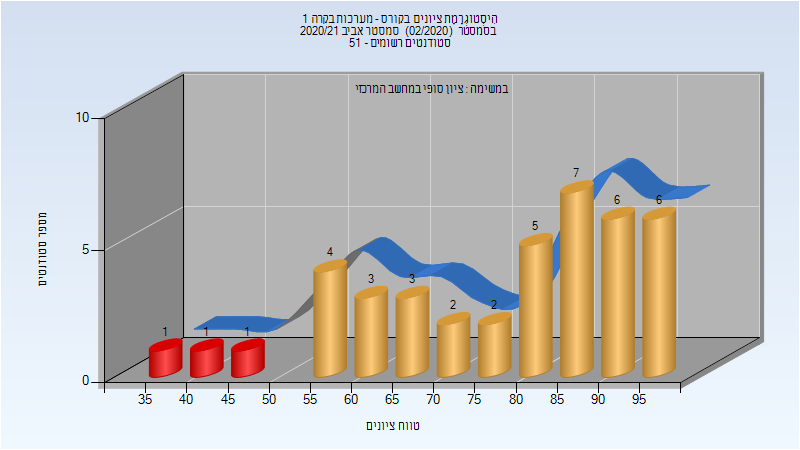 היסטוגרמת ציונים בקורס - מערכות בקרה 1
בסמסטר (02/2020) סמסטר אביב 2020/21
סטודנטים רשומים - 51
במשימה : ציון סופי במחשב המרכזי
מספר סטודנטים
10
5
0
1
1
1
4
3
3
2
2
5
7
6
6
35 40 45 50 55 60 65 70 75 80 85 90 95
טווח ציונים